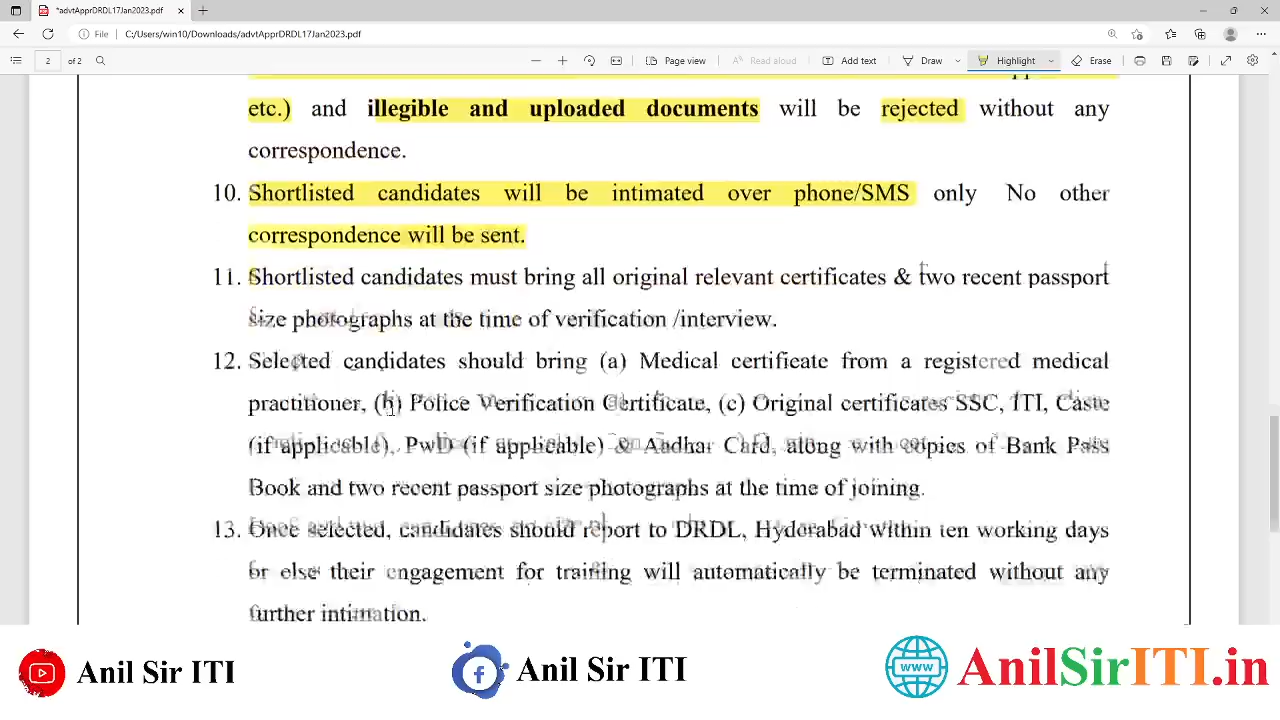 *advtApprDRDL17Jan2023.pdf
File C:/Users/win10/Downloads/advtApprDRDL17Jan2023.pdf
2 of 2 Page view Read aloud Add text Draw Highlight Erase
etc.) and illegible and uploaded documents will be rejected without any
correspondence.
10. Shortlisted candidates will be intimated over phone/SMS only No other
correspondence will be sent.
11. Shortlisted candidates must bring all original relevant certificates & two recent passport
size photographs at the time of verification /interview.
12. Selected candidates should bring (a) Medical certificate from a registered medical
practitioner, (b) Police Verification Certificate, (c) Original certificates SSC, ITI, Caste
(if applicable), PwD (if applicable) & Aadhar Card, along with copies of Bank Pass
Book and two recent passport size photographs at the time of joining.
13. Once selected, candidates should report to DRDL, Hyderabad within ten working days
or else their engagement for training will automatically be terminated without any
further intimation.
Anil Sir ITI
Anil Sir ITI
www AnilSirITI.in